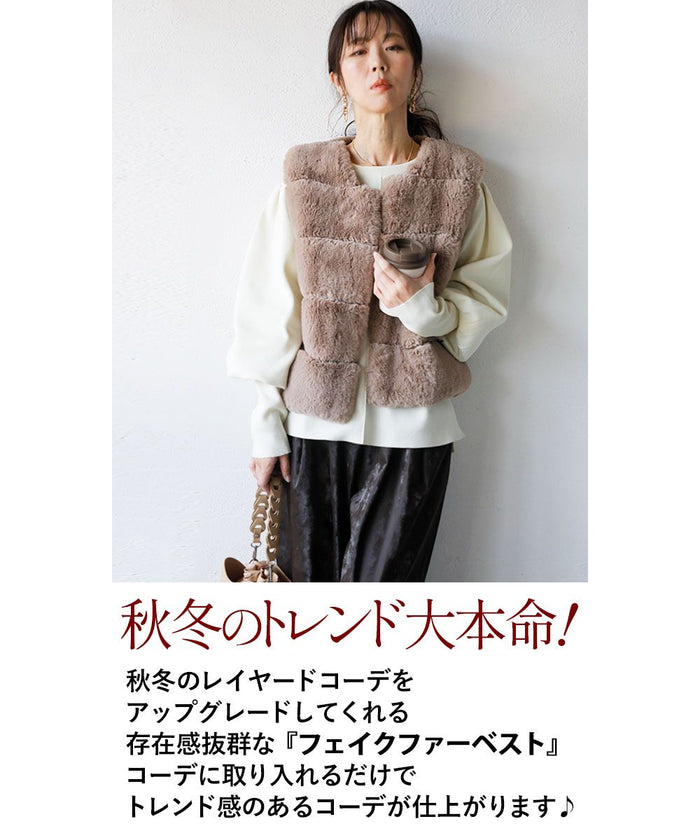 秋冬のトレンド大本命!
秋冬のレイヤードコーデを
アップグレードしてくれる
存在感抜群な『フェイクファーベスト』
コーデに取り入れるだけで
トレンド感のあるコーデが仕上がります♪